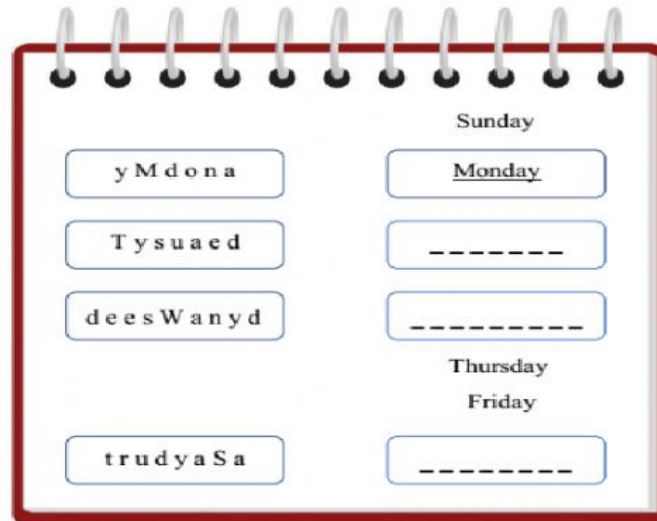 Sunday
y M d o n a Monday
T y s u a e d _ _ _ _ _ _ _
d e e s W a n y d _ _ _ _ _ _ _ _ _
Thursday
Friday
t r u d y a S a _ _ _ _ _ _ _ _